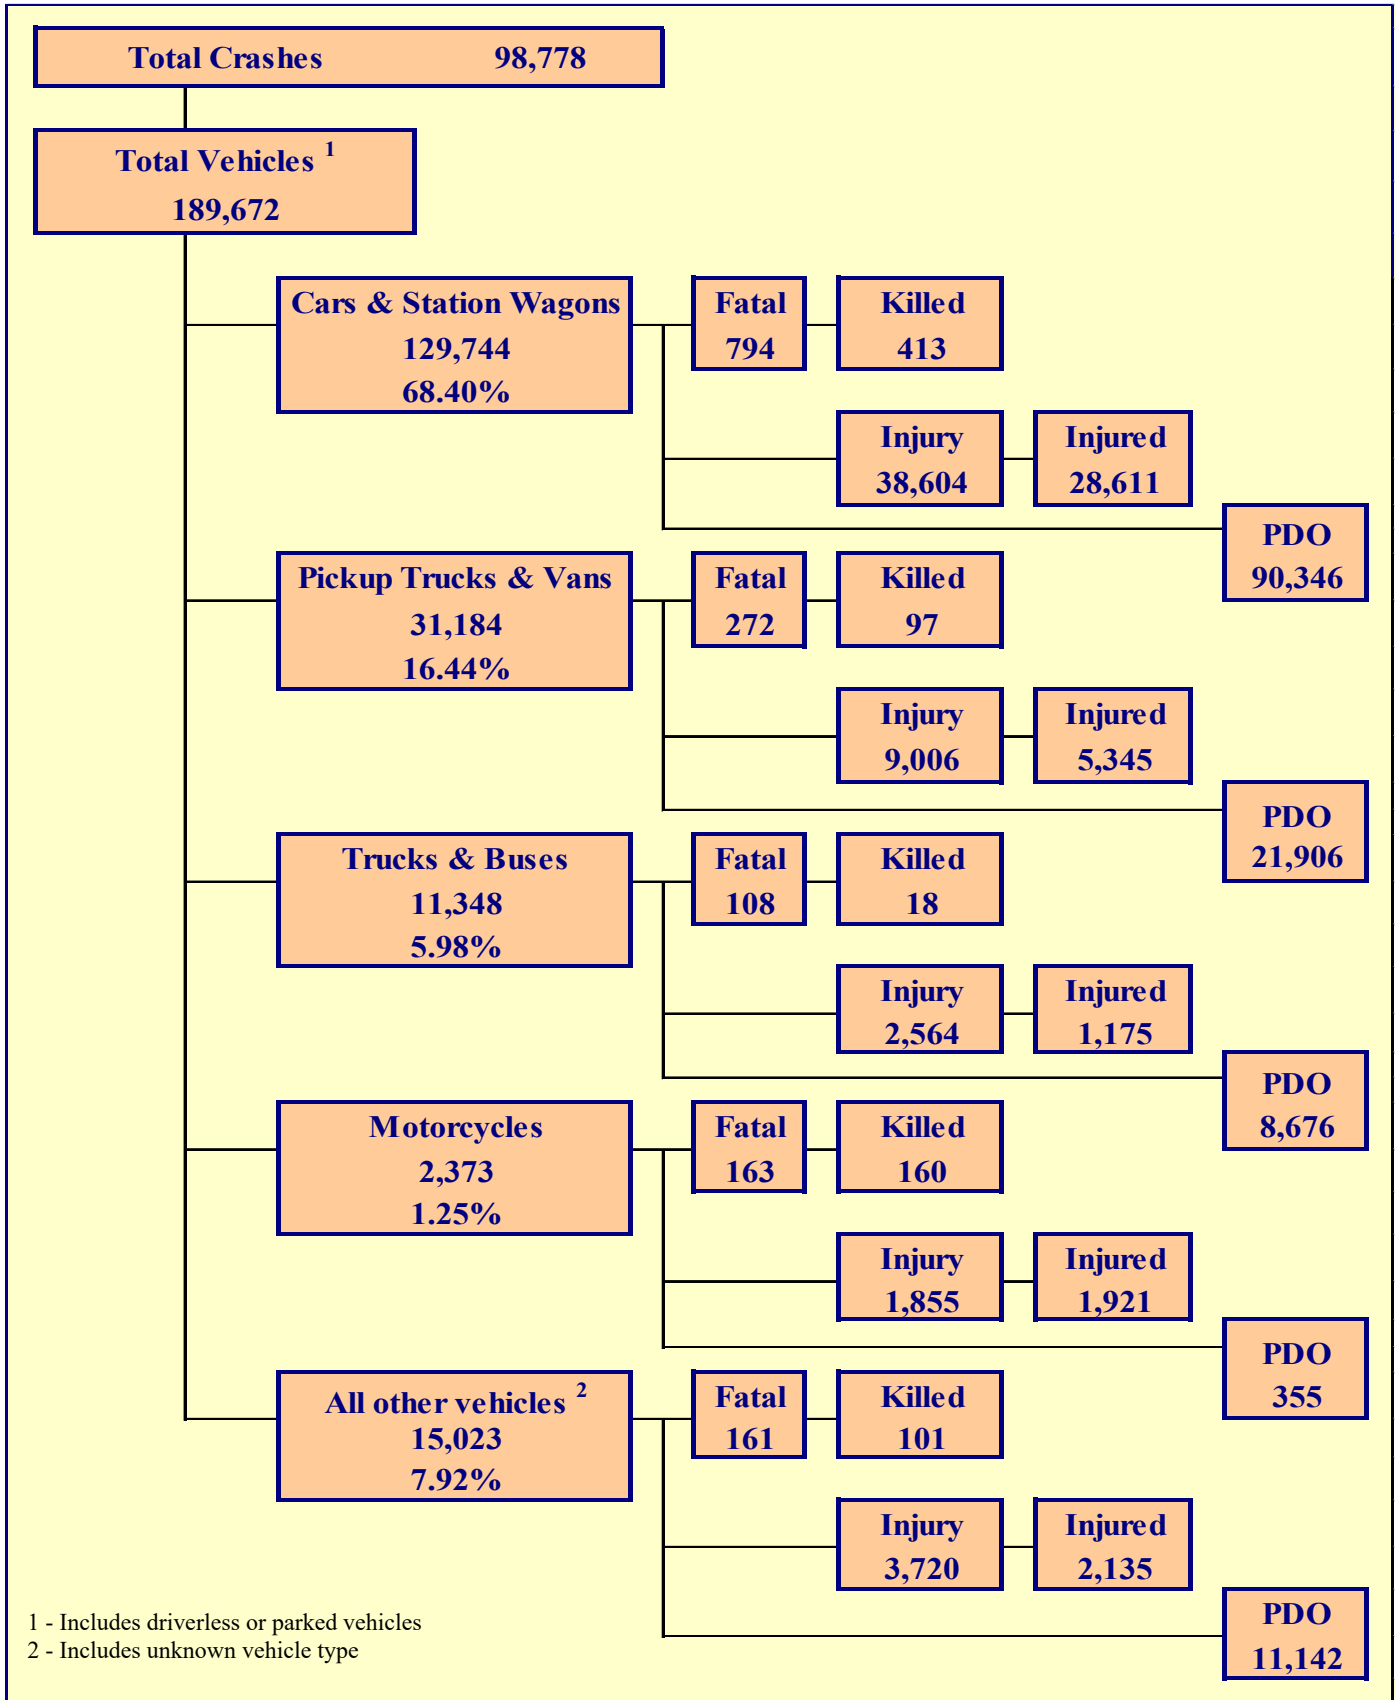 Total Crashes 98,778
Total Vehicles 1
189,672
Cars & Station Wagons
129,744
68.40%
Fatal
794
Killed
413
Injury
38,604
Injured
28,611
PDO
90,346
Pickup Trucks & Vans
31,184
16.44%
Fatal
272
Killed
97
Injury
9,006
Injured
5,345
PDO
21,906
Trucks & Buses
11,348
5.98%
Fatal
108
Killed
18
Injury
2,564
Injured
1,175
PDO
8,676
Motorcycles
2,373
1.25%
Fatal
163
Killed
160
Injury
1,855
Injured
1,921
PDO
355
All other vehicles 2
15,023
7.92%
Fatal
161
Killed
101
Injury
3,720
Injured
2,135
PDO
11,142
1 - Includes driverless or parked vehicles
2 - Includes unknown vehicle type